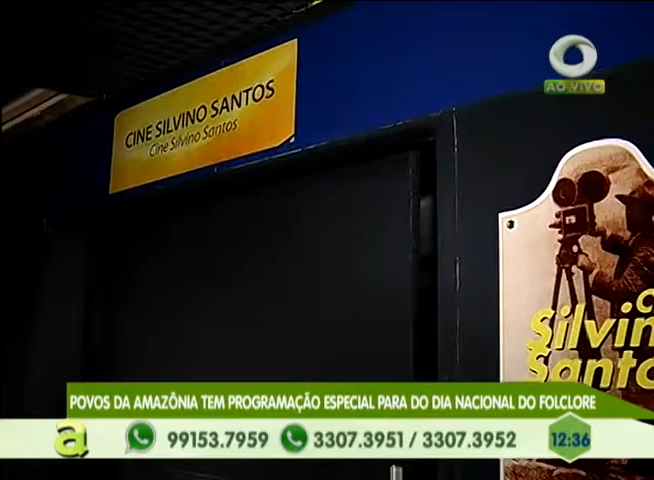 AO VIVO
CINE SILVINO SANTOS
Cine Silvino Santos
C
Silvin
Santos
POVOS DA AMAZÔNIA TEM PROGRAMAÇÃO ESPECIAL PARA DO DIA NACIONAL DO FOLCLORE
a 99153.7959 3307.3951 / 3307.3952 12:36